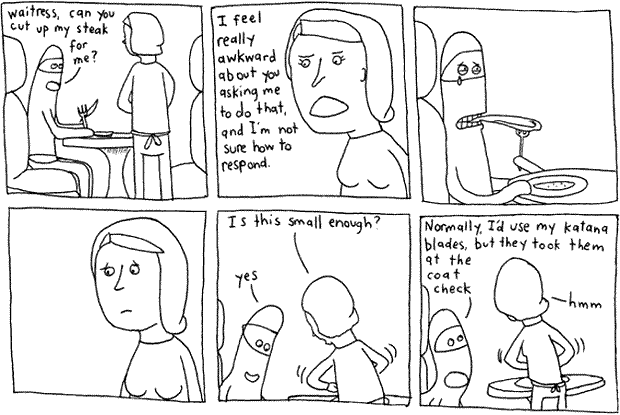 waitress, can you
cut up my steak
for
me?
I feel
really
awkward
about you
asking me
to do that,
and I'm not
sure how to
respond.
Is this small enough?
yes
Normally, I'd use my katana
blades, but they took them
at the
coat
check
hmm